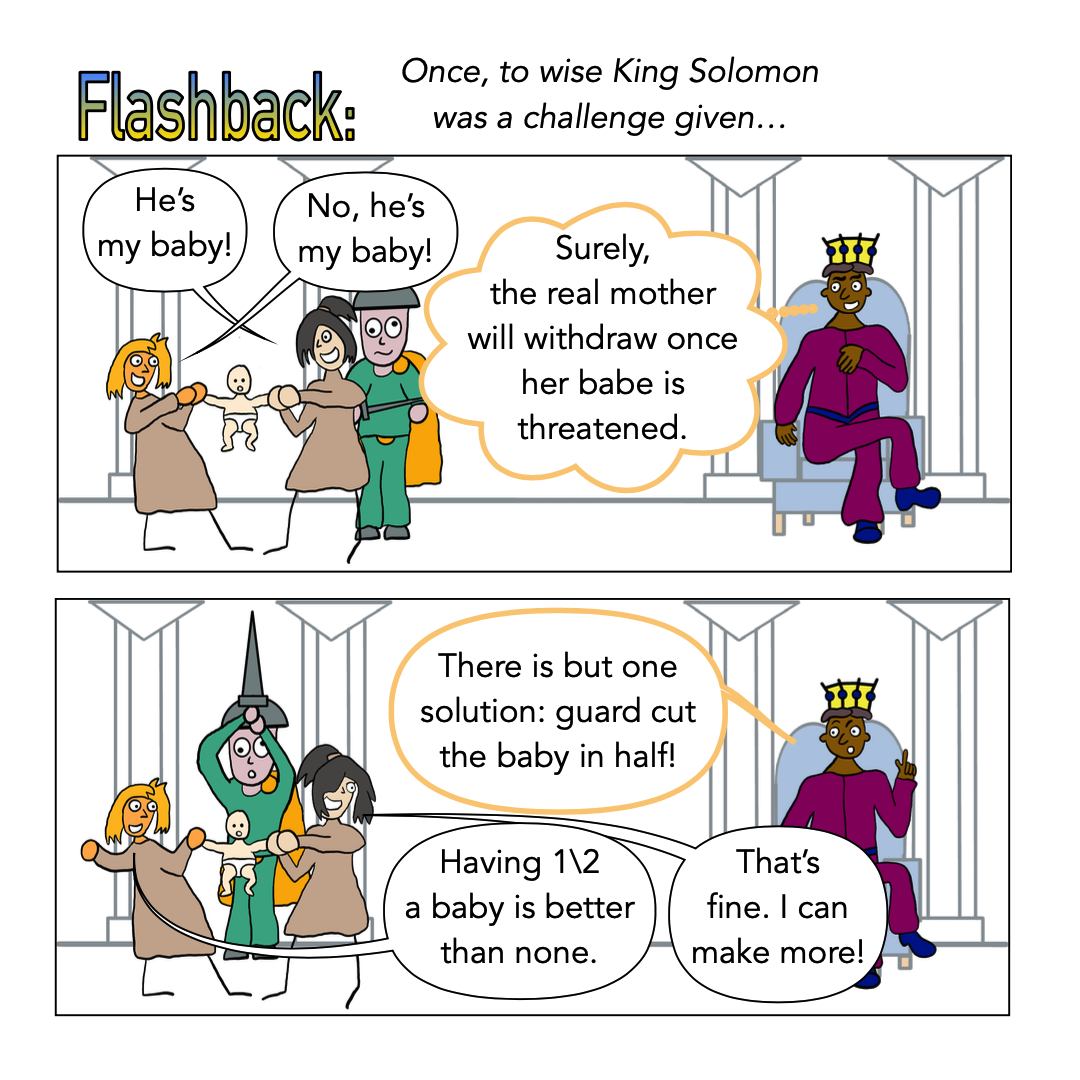 Flashback:
Once, to wise King Solomon
was a challenge given...
He's
my baby!
No, he's
my baby!
Surely,
the real mother
will withdraw once
her babe is
threatened.
There is but one
solution: guard cut
the baby in half!
Having 1\2
a baby is better
than none.
That's
fine. I can
make more!